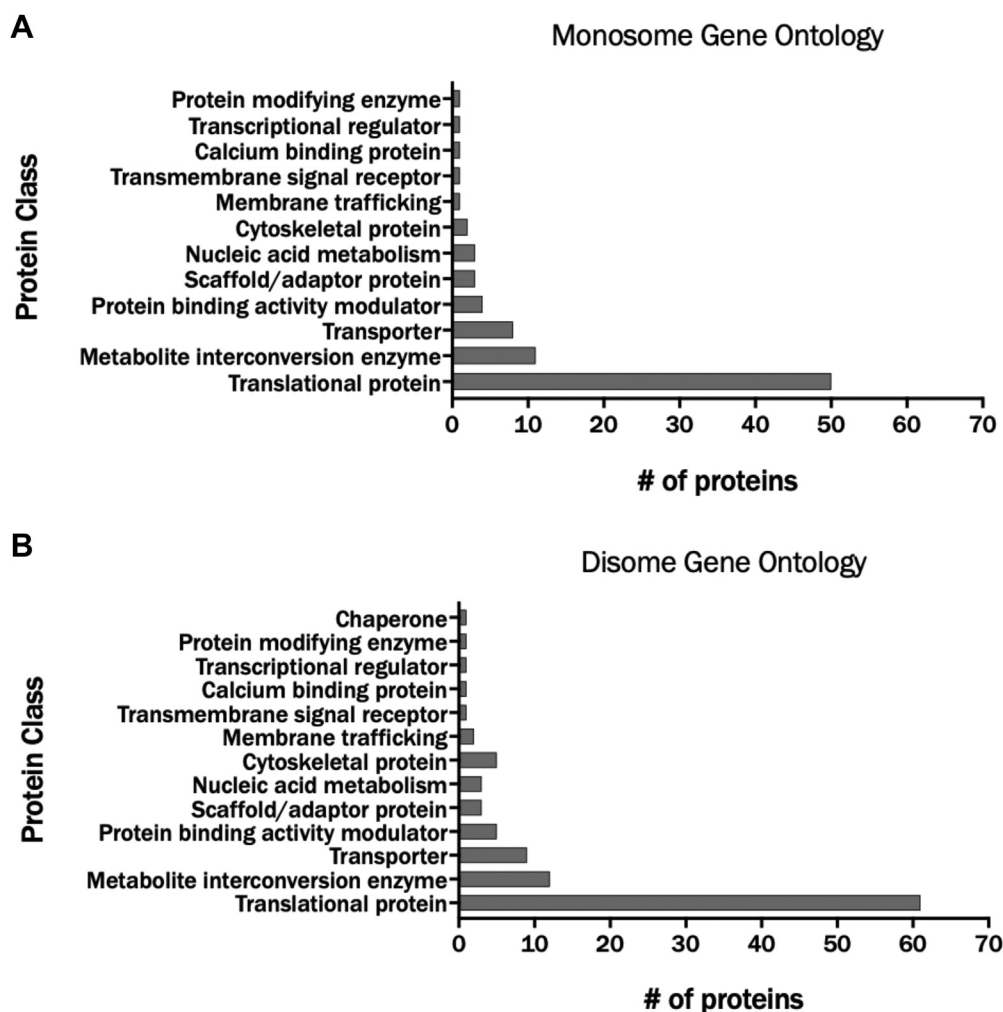 A
Monosome Gene Ontology
Protein Class
Protein modifying enzyme
Transcriptional regulator
Calcium binding protein
Transmembrane signal receptor
Membrane trafficking
Cytoskeletal protein
Nucleic acid metabolism
Scaffold/adaptor protein
Protein binding activity modulator
Transporter
Metabolite interconversion enzyme
Translational protein
0 10 20 30 40 50 60 70
# of proteins
B
Disome Gene Ontology
Protein Class
Chaperone
Protein modifying enzyme
Transcriptional regulator
Calcium binding protein
Transmembrane signal receptor
Membrane trafficking
Cytoskeletal protein
Nucleic acid metabolism
Scaffold/adaptor protein
Protein binding activity modulator
Transporter
Metabolite interconversion enzyme
Translational protein
0 10 20 30 40 50 60 70
# of proteins